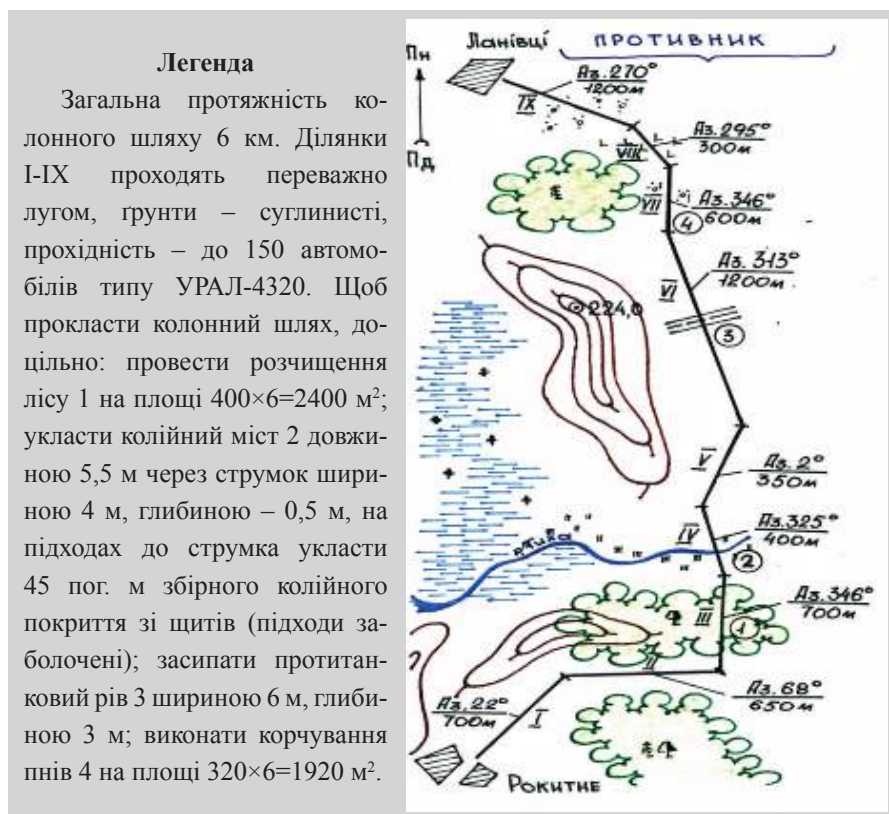 Легенда
Загальна протяжність ко-
лонного шляху 6 км. Ділянки
I-IX проходять переважно
лугом, ґрунти – суглинисті,
прохідність – до 150 автомо-
білів типу УРАЛ-4320. Щоб
прокласти колонний шлях, до-
цільно: провести розчищення
лісу 1 на площі 400×6=2400 м²;
укласти колійний міст 2 довжи-
ною 5,5 м через струмок шири-
ною 4 м, глибиною – 0,5 м, на
підходах до струмка укласти
45 пог. м збірного колійного
покриття зі щитів (підходи за-
болочені); засипати протитан-
ковий рів 3 шириною 6 м, глиби-
ною 3 м; виконати корчування
пнів 4 на площі 320×6=1920 м².
Пн
Ланівці
ПРОТИВНИК
Аз.270°
1200м
IX
Аз.295°
300м
VIII
Пд
Аз.346°
600м
VII
4
Аз.313°
1200м
VI
224,0
3
V
Аз.2°
350м
IV
Аз.325°
400м
2
Аз.346°
700м
III
1
II
Аз.68°
650м
Аз.22°
700м
I
Рокитне